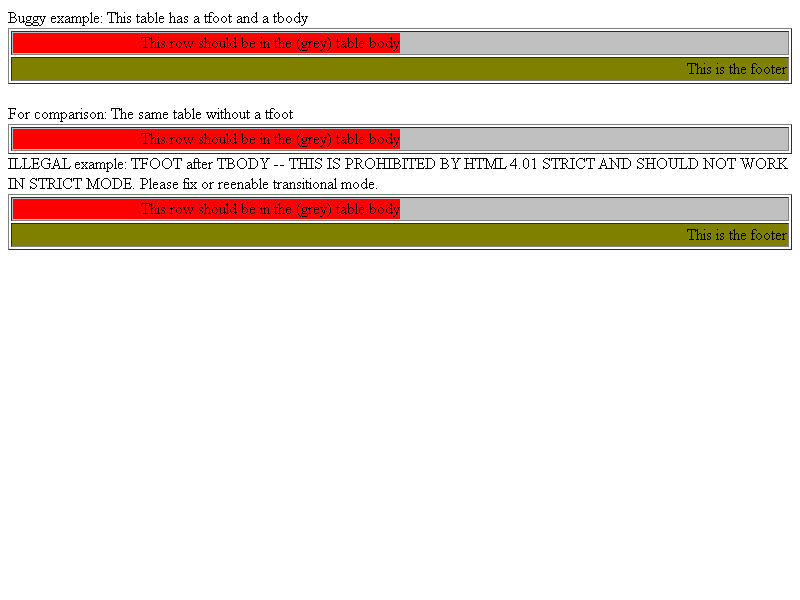 Buggy example: This table has a tfoot and a tbody
This row should be in the (grey) table body
This is the footer
For comparison: The same table without a tfoot
This row should be in the (grey) table body
ILLEGAL example: TFOOT after TBODY -- THIS IS PROHIBITED BY HTML 4.01 STRICT AND SHOULD NOT WORK
IN STRICT MODE. Please fix or reenable transitional mode.
This row should be in the (grey) table body
This is the footer